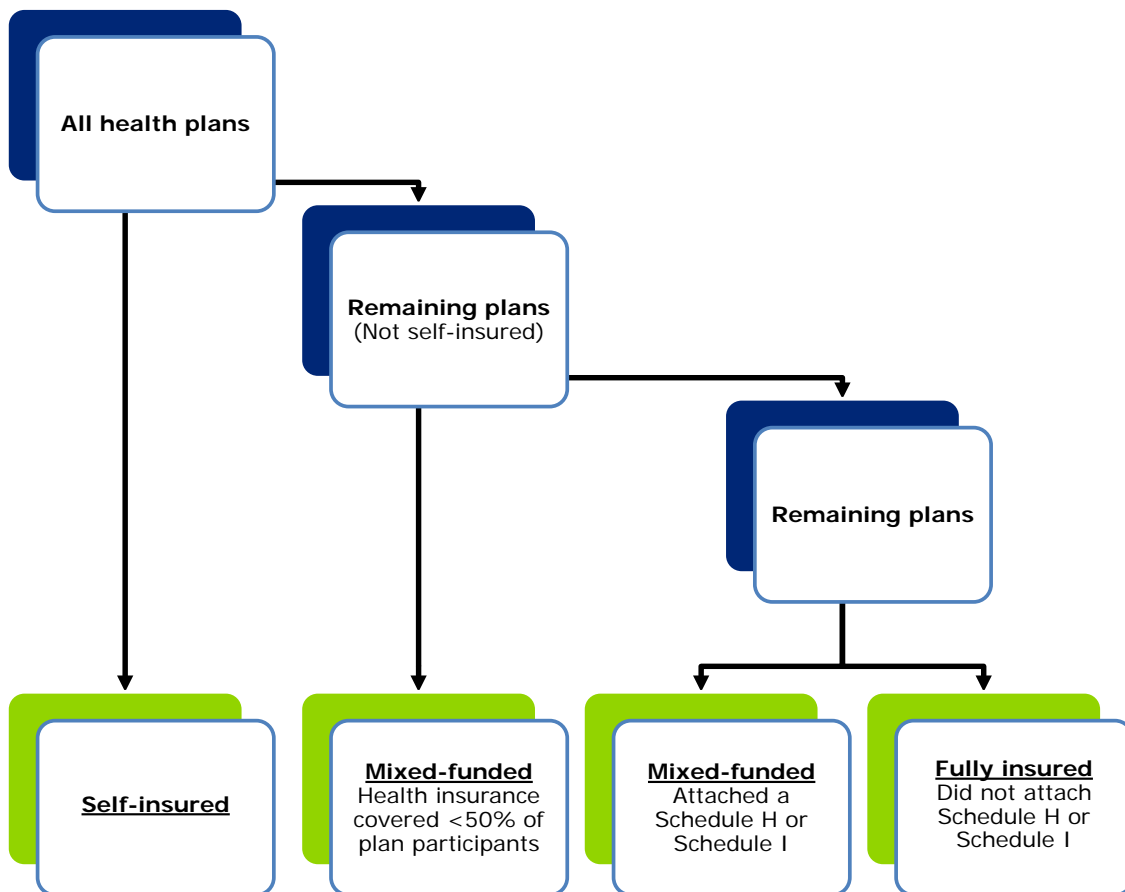 All health plans
Remaining plans
(Not self-insured)
Remaining plans
Self-insured
Mixed-funded
Health insurance
covered <50% of
plan participants
Mixed-funded
Attached a
Schedule H or
Schedule I
Fully insured
Did not attach
Schedule H or
Schedule I